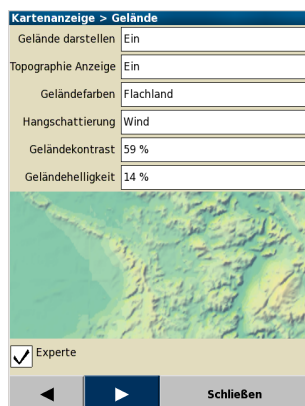 Kartenanzeige > Gelände
Gelände darstellen Ein
Topographie Anzeige Ein
Geländefarben Flachland
Hangschattierung Wind
Geländekontrast 59 %
Geländehelligkeit 14 %
Experte
Schließen